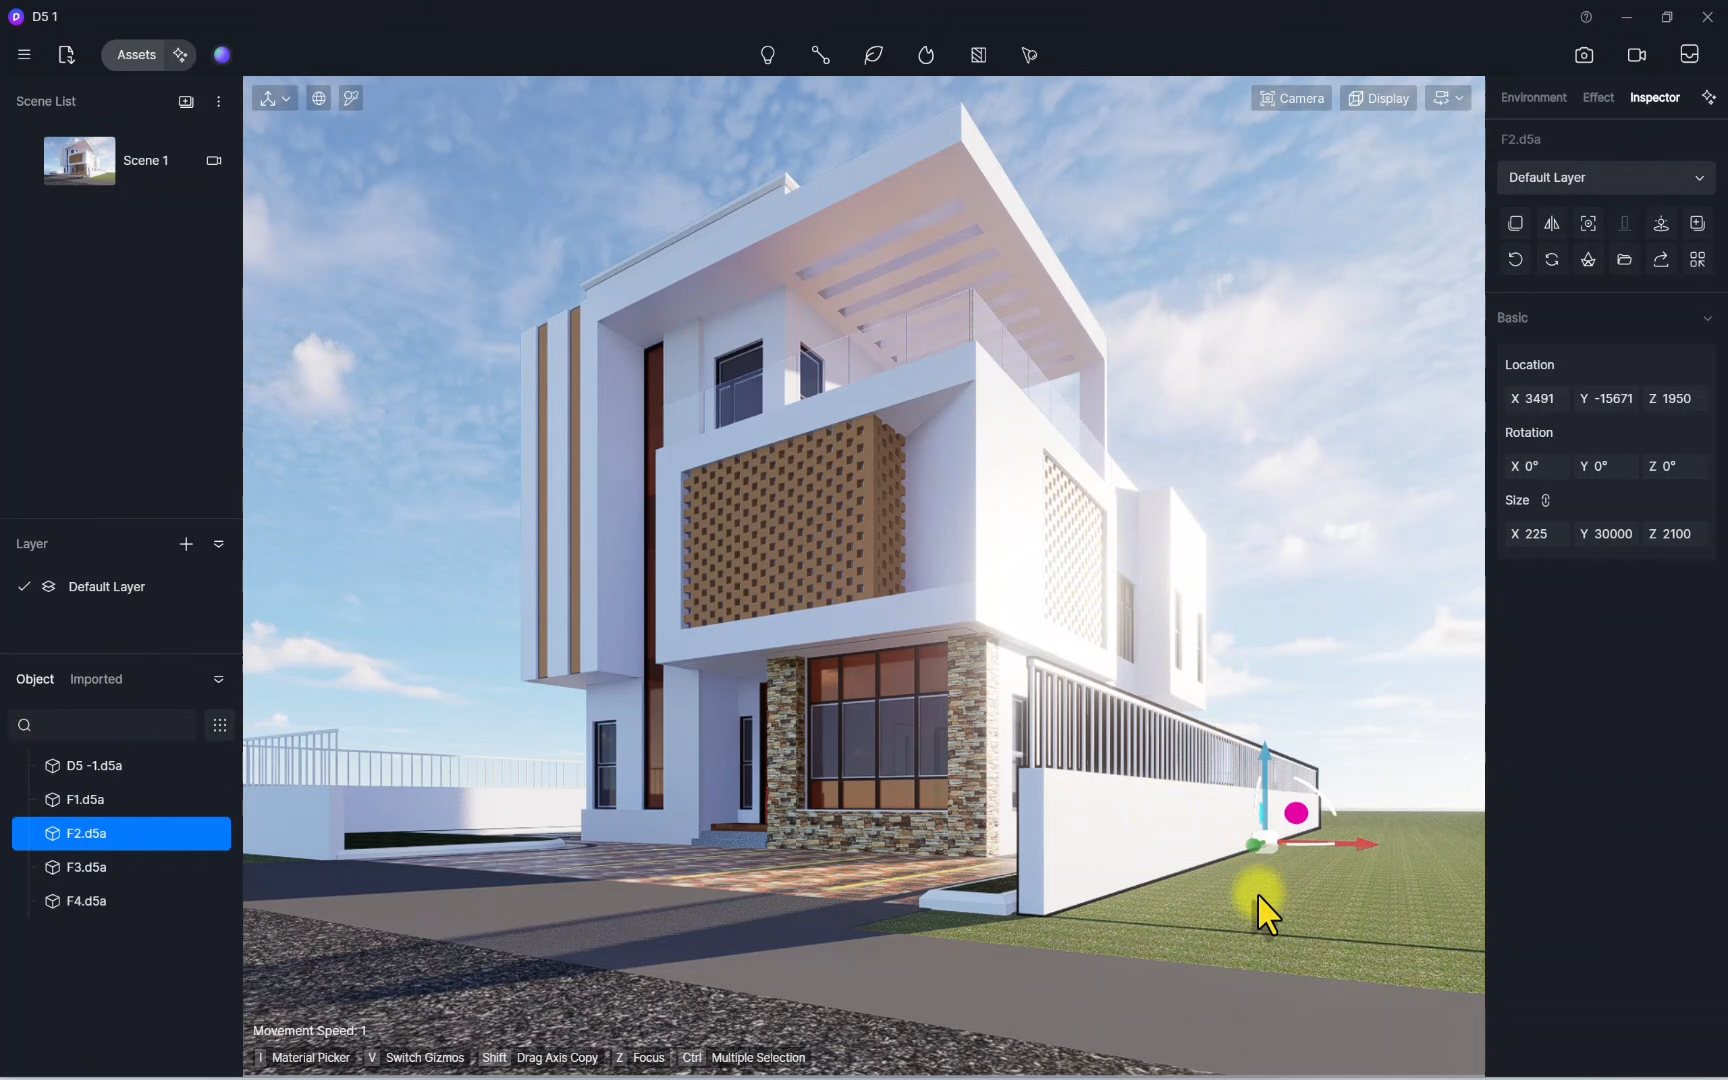 D5 1
Assets
Scene List
Scene 1
Layer
Default Layer
Object Imported
D5 -1.d5a
F1.d5a
F2.d5a
F3.d5a
F4.d5a
Camera Display
Movement Speed: 1
I Material Picker V Switch Gizmos Shift Drag Axis Copy Z Focus Ctrl Multiple Selection
Environment Effect Inspector
F2.d5a
Default Layer
Basic
Location
X 3491 Y -15671 Z 1950
Rotation
X 0° Y 0° Z 0°
Size
X 225 Y 30000 Z 2100